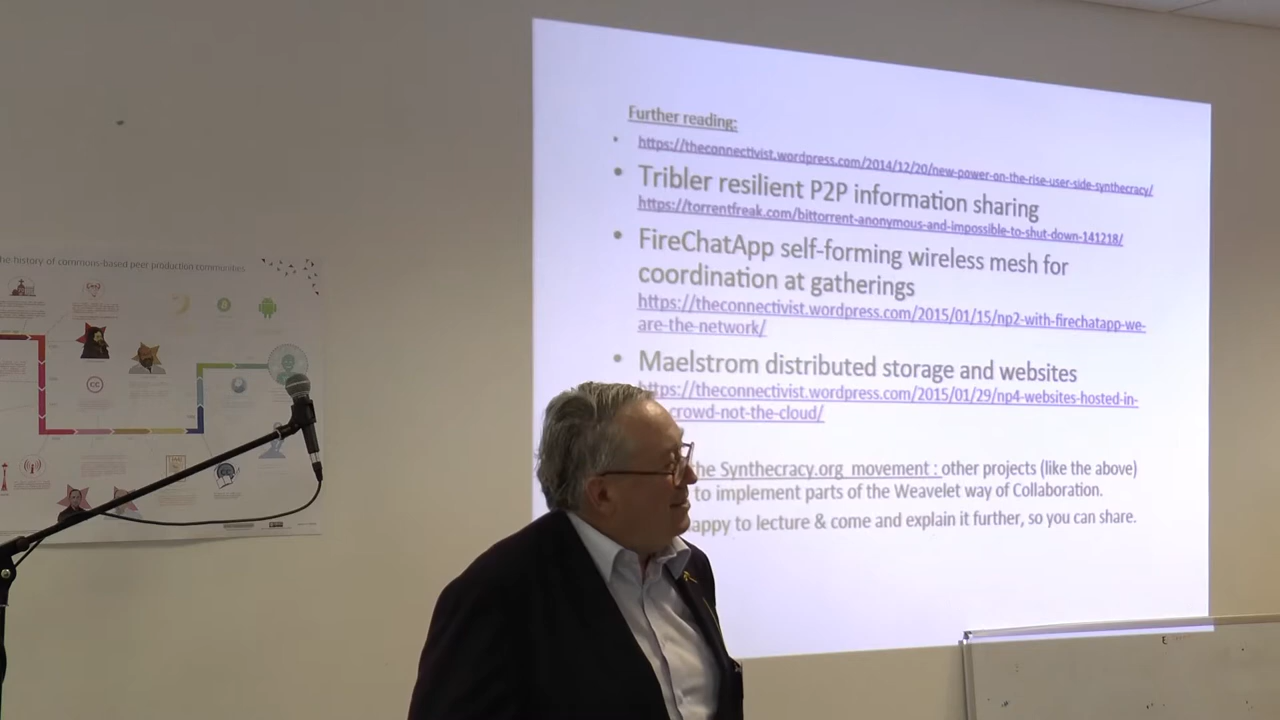 he history of commons-based peer production communities
Further reading:
https://theconnectivist.wordpress.com/2014/12/20/new-power-on-the-rise-user-side-synthecracy/
Tribler resilient P2P information sharing
https://torrentfreak.com/bittorrent-anonymous-and-impossible-to-shut-down-141218/
FireChatApp self-forming wireless mesh for
coordination at gatherings
https://theconnectivist.wordpress.com/2015/01/15/np2-with-firechatapp-we-
are-the-network/
Maelstrom distributed storage and websites
https://theconnectivist.wordpress.com/2015/01/29/np4-websites-hosted-in-
crowd-not-the-cloud/
he Synthecracy.org movement : other projects (like the above)
to implement parts of the Weavelet way of Collaboration.
appy to lecture & come and explain it further, so you can share.
cc